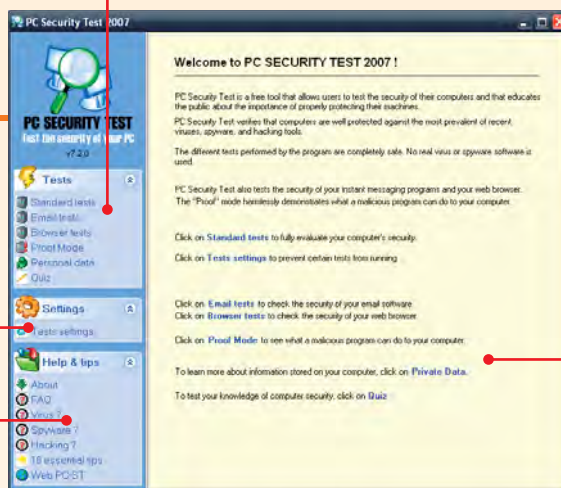 PC Security Test 2007
PC SECURITY TEST
Test the security of your PC
v7.2.0
Tests
Standard tests
Email tests
Browser tests
Proof Mode
Personal data
Quiz
Settings
Tests settings
Help & tips
About
FAQ
Virus ?
Spyware ?
Hacking ?
10 essential tips
Web PC-ST
Welcome to PC SECURITY TEST 2007 !
PC Security Test is a free tool that allows users to test the security of their computers and that educates
the public about the importance of properly protecting their machines.
PC Security Test verifies that computers are well protected against the most prevalent of recent
viruses, spyware, and hacking tools.
The different tests performed by the program are completely safe. No real virus or spyware software is
used.
PC Security Test also tests the security of your instant messaging programs and your web browser.
The "Proof" mode harmlessly demonstrates what a malicious program can do to your computer.
Click on Standard tests to fully evaluate your computer's security.
Click on Tests settings to prevent certain tests from running
Click on Email tests to check the security of your email software.
Click on Browser tests to check the security of your web browser
Click on Proof Mode to see what a malicious program can do to your computer.
To learn more about information stored on your computer, click on Private Data.
To test your knowledge of computer security, click on Quiz